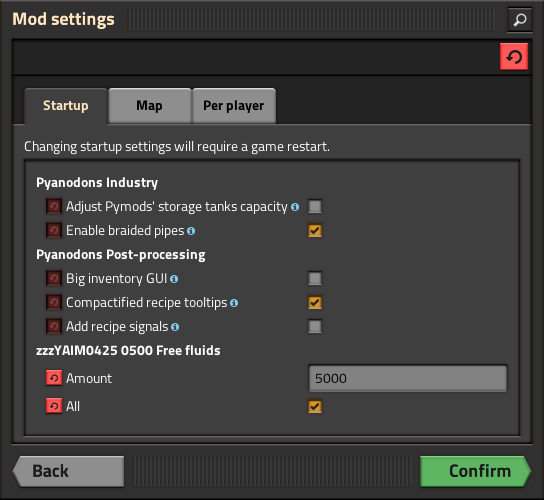 Mod settings
Startup
Map
Per player
Changing startup settings will require a game restart.
Pyanodons Industry
Adjust Pymods' storage tanks capacity
Enable braided pipes
Pyanodons Post-processing
Big inventory GUI
Compactified recipe tooltips
Add recipe signals
zzzYAIM0425 0500 Free fluids
Amount 5000
All
Back
Confirm